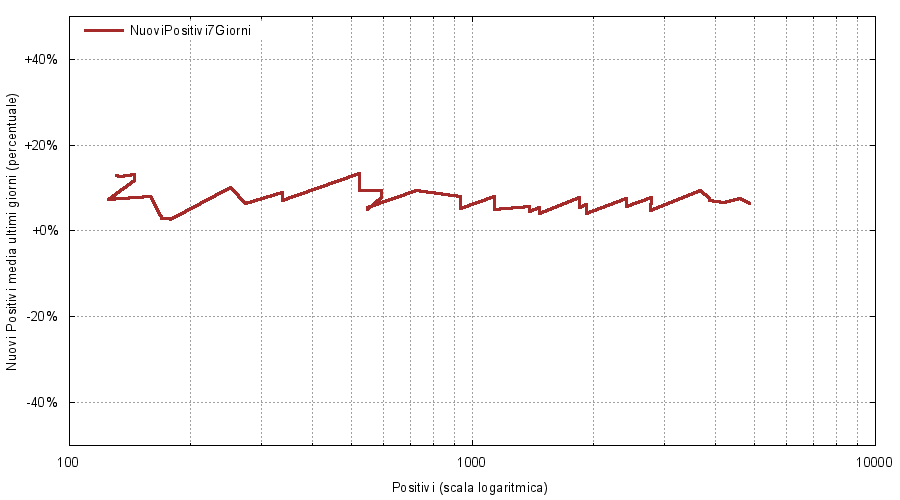 NuoviPositivi7Giorni
+40%
+20%
+0%
-20%
-40%
Nuovi Positivi media ultimi giorni (percentuale)
100
1000
10000
Positivi (scala logaritmica)